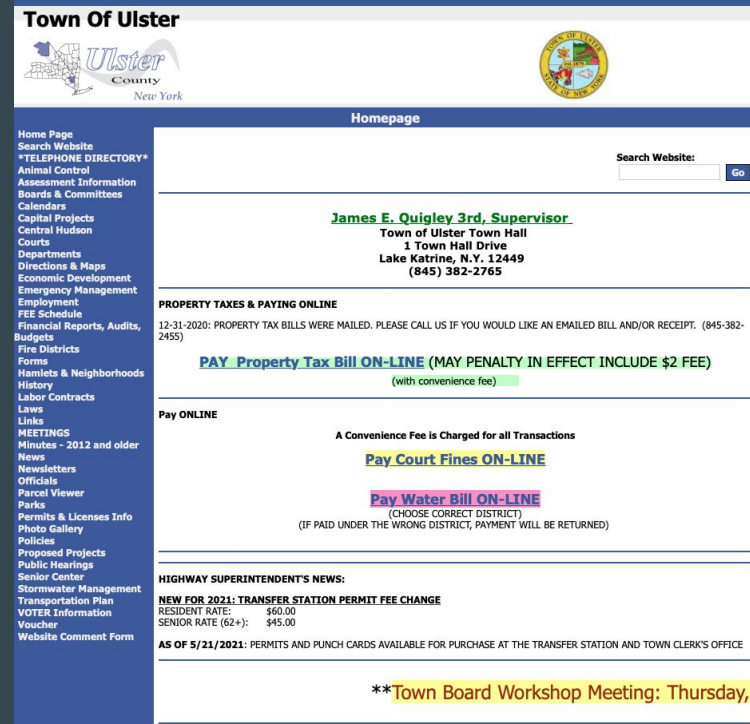 Town Of Ulster
Ulster
County
New York
TOWN OF ULSTER
STATE OF NEW YORK
Homepage
Home Page
Search Website
*TELEPHONE DIRECTORY*
Animal Control
Assessment Information
Boards & Committees
Calendars
Capital Projects
Central Hudson
Courts
Departments
Directions & Maps
Economic Development
Emergency Management
Employment
FEE Schedule
Financial Reports, Audits,
Budgets
Fire Districts
Forms
Hamlets & Neighborhoods
History
Labor Contracts
Laws
Links
MEETINGS
Minutes - 2012 and older
News
Newsletters
Officials
Parcel Viewer
Parks
Permits & Licenses Info
Photo Gallery
Policies
Proposed Projects
Public Hearings
Senior Center
Stormwater Management
Transportation Plan
VOTER Information
Voucher
Website Comment Form
Search Website:
Go
James E. Quigley 3rd, Supervisor
Town of Ulster Town Hall
1 Town Hall Drive
Lake Katrine, N.Y. 12449
(845) 382-2765
PROPERTY TAXES & PAYING ONLINE
12-31-2020: PROPERTY TAX BILLS WERE MAILED. PLEASE CALL US IF YOU WOULD LIKE AN EMAILED BILL AND/OR RECEIPT. (845-382-
2455)
PAY Property Tax Bill ON-LINE (MAY PENALTY IN EFFECT INCLUDE $2 FEE)
(with convenience fee)
Pay ONLINE
A Convenience Fee is Charged for all Transactions
Pay Court Fines ON-LINE
Pay Water Bill ON-LINE
(CHOOSE CORRECT DISTRICT)
(IF PAID UNDER THE WRONG DISTRICT, PAYMENT WILL BE RETURNED)
HIGHWAY SUPERINTENDENT'S NEWS:
NEW FOR 2021: TRANSFER STATION PERMIT FEE CHANGE
RESIDENT RATE: $60.00
SENIOR RATE (62+): $45.00
AS OF 5/21/2021: PERMITS AND PUNCH CARDS AVAILABLE FOR PURCHASE AT THE TRANSFER STATION AND TOWN CLERK'S OFFICE
**Town Board Workshop Meeting: Thursday,